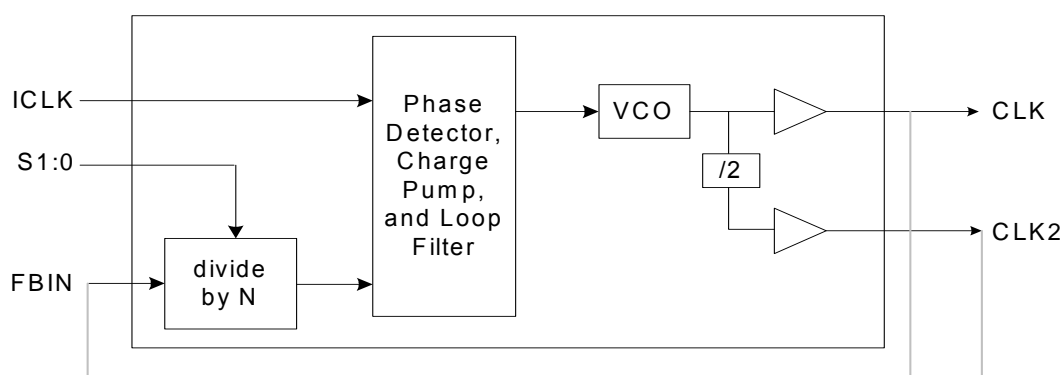 ICLK
S1:0
FBIN
divide
by N
Phase
Detector,
Charge
Pump,
and Loop
Filter
VCO
/2
CLK
CLK2